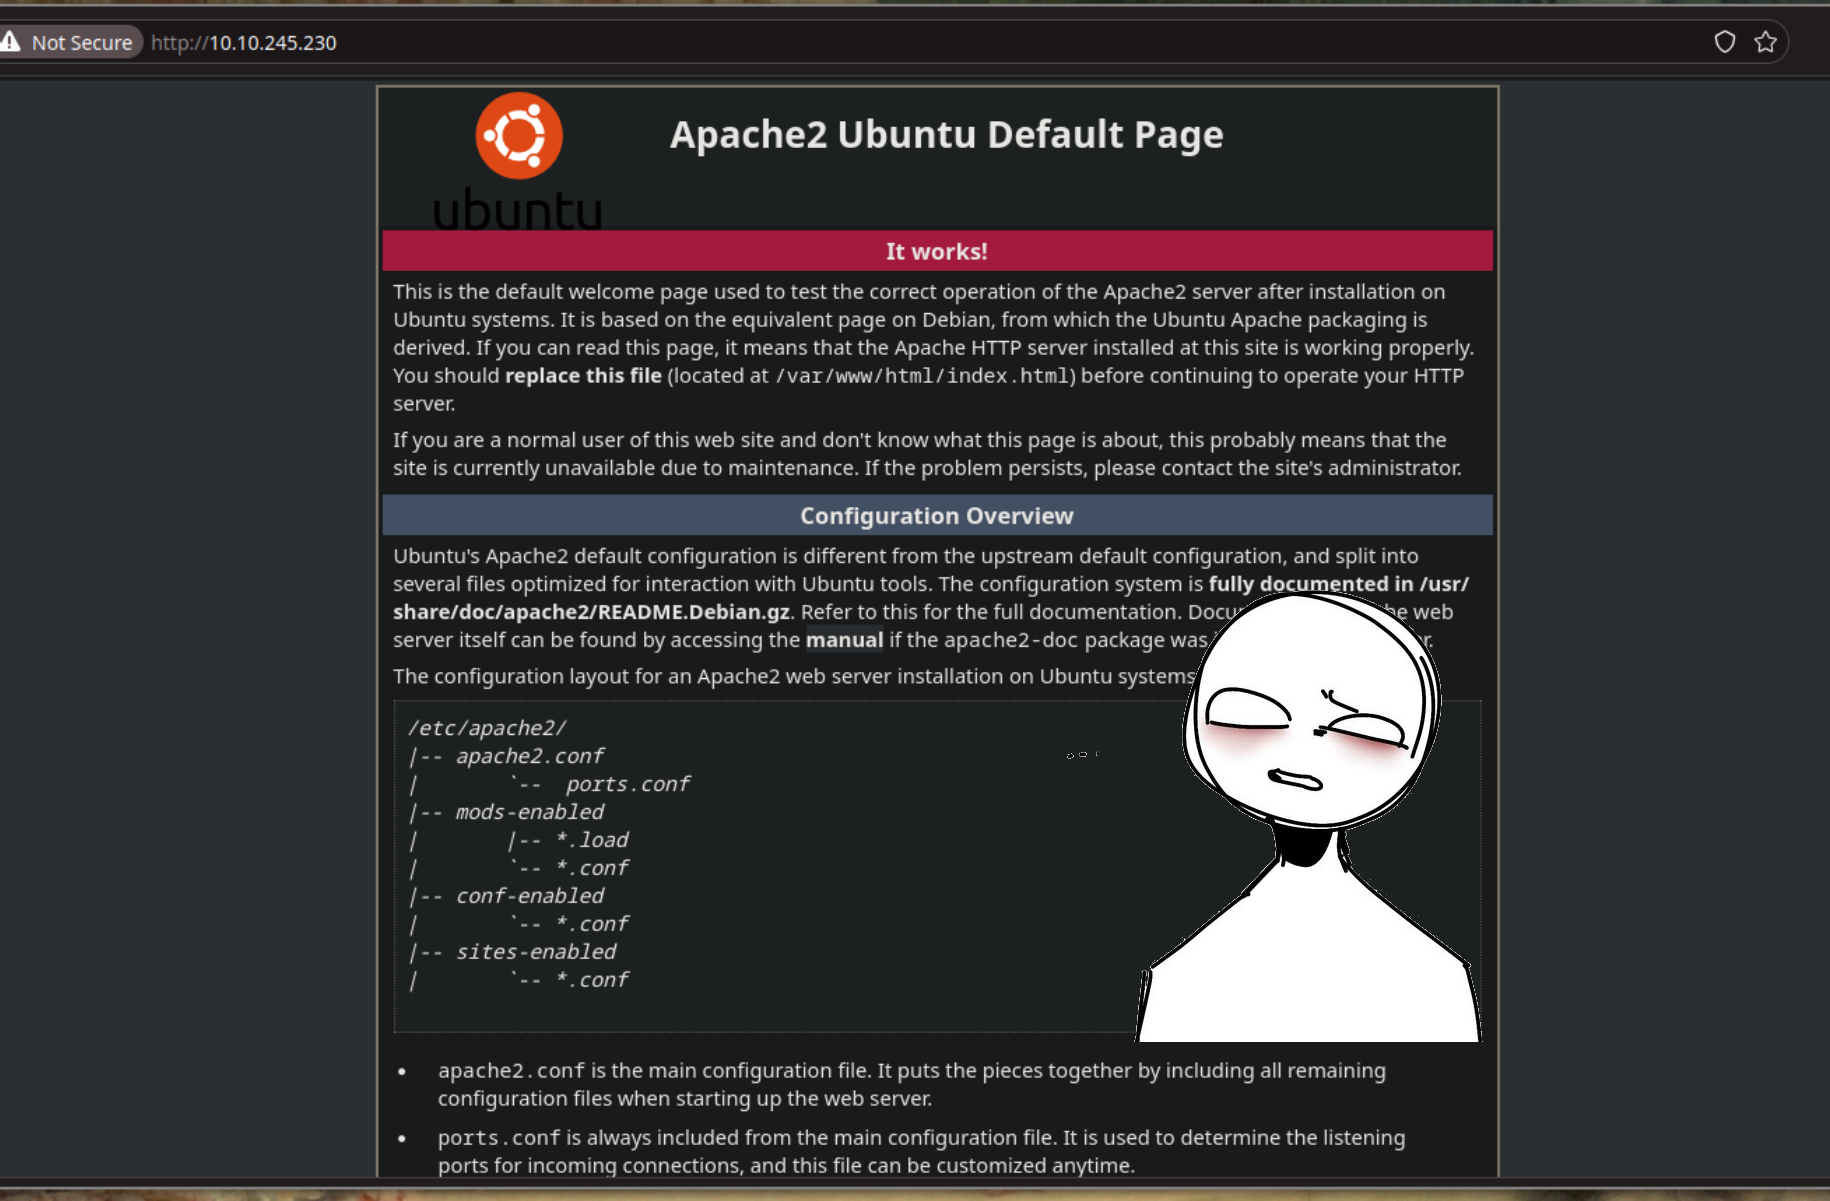 Not Secure http://10.10.245.230
Apache2 Ubuntu Default Page
ubuntu
It works!
This is the default welcome page used to test the correct operation of the Apache2 server after installation on
Ubuntu systems. It is based on the equivalent page on Debian, from which the Ubuntu Apache packaging is
derived. If you can read this page, it means that the Apache HTTP server installed at this site is working properly.
You should replace this file (located at /var/www/html/index.html) before continuing to operate your HTTP
server.
If you are a normal user of this web site and don't know what this page is about, this probably means that the
site is currently unavailable due to maintenance. If the problem persists, please contact the site's administrator.
Configuration Overview
Ubuntu's Apache2 default configuration is different from the upstream default configuration, and split into
several files optimized for interaction with Ubuntu tools. The configuration system is fully documented in /usr/
share/doc/apache2/README.Debian.gz. Refer to this for the full documentation. web
server itself can be found by accessing the manual if the apache2-doc package was
The configuration layout for an Apache2 web server installation on Ubuntu systems
/etc/apache2/
|-- apache2.conf
|       `--  ports.conf
|-- mods-enabled
|       |-- *.load
|       `-- *.conf
|-- conf-enabled
|       `-- *.conf
|-- sites-enabled
|       `-- *.conf
• apache2.conf is the main configuration file. It puts the pieces together by including all remaining
configuration files when starting up the web server.
• ports.conf is always included from the main configuration file. It is used to determine the listening
ports for incoming connections, and this file can be customized anytime.